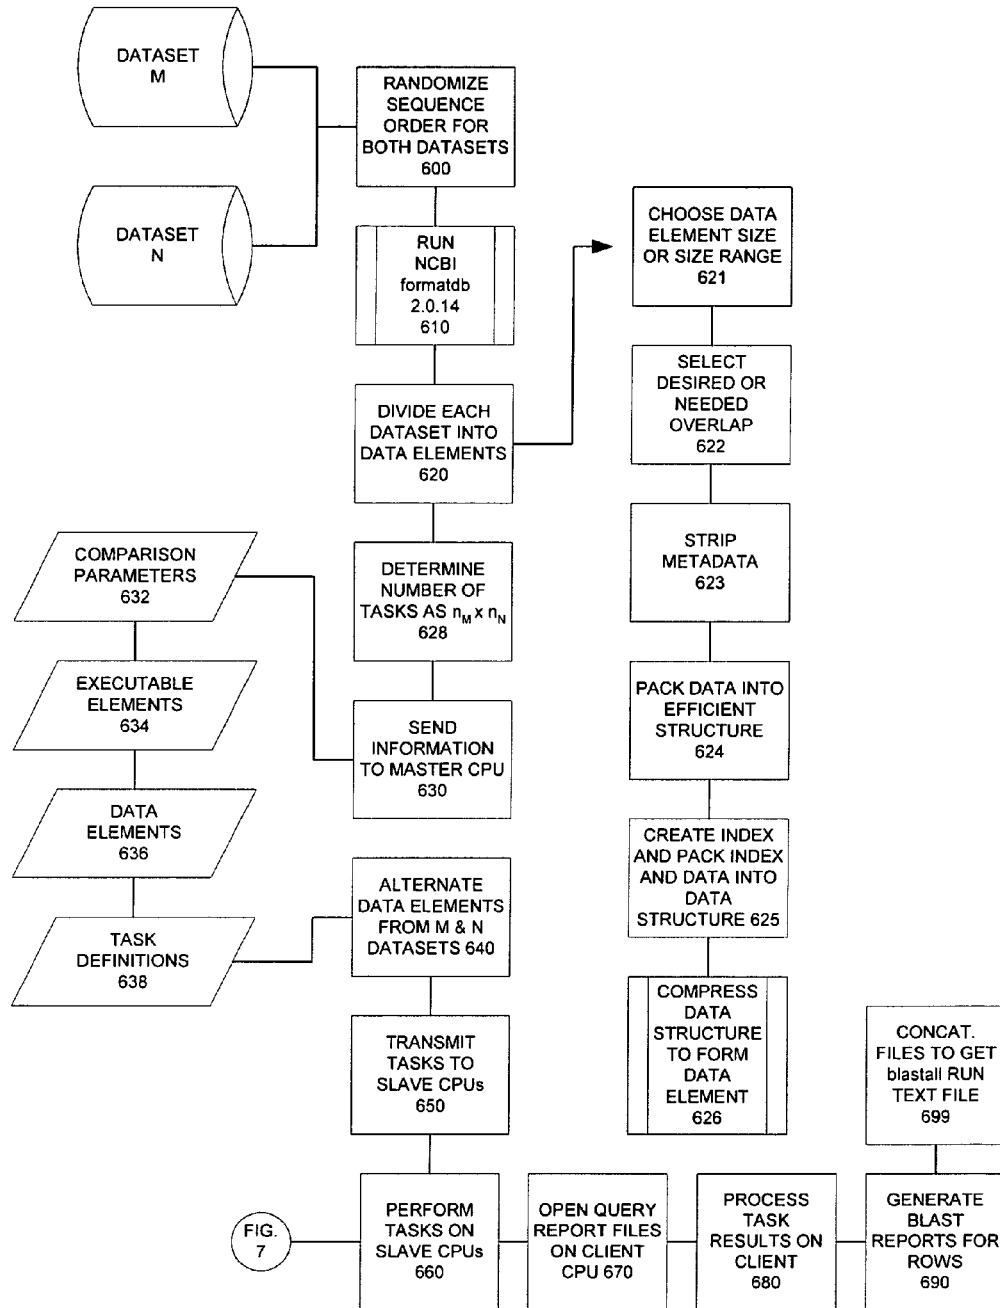 DATASET
M
DATASET
N
RANDOMIZE
SEQUENCE
ORDER FOR
BOTH DATASETS
600
RUN
NCBI
formatdb
2.0.14
610
DIVIDE EACH
DATASET INTO
DATA ELEMENTS
620
CHOOSE DATA
ELEMENT SIZE
OR SIZE RANGE
621
SELECT
DESIRED OR
NEEDED
OVERLAP
622
STRIP
METADATA
623
PACK DATA INTO
EFFICIENT
STRUCTURE
624
CREATE INDEX
AND PACK INDEX
AND DATA INTO
DATA
STRUCTURE 625
COMPRESS
DATA
STRUCTURE
TO FORM
DATA
ELEMENT
626
DETERMINE
NUMBER OF
TASKS AS nM x nN
628
SEND
INFORMATION
TO MASTER CPU
630
COMPARISON
PARAMETERS
632
EXECUTABLE
ELEMENTS
634
DATA
ELEMENTS
636
TASK
DEFINITIONS
638
ALTERNATE
DATA ELEMENTS
FROM M & N
DATASETS 640
TRANSMIT
TASKS TO
SLAVE CPUs
650
FIG.
7
PERFORM
TASKS ON
SLAVE CPUs
660
OPEN QUERY
REPORT FILES
ON CLIENT
CPU 670
PROCESS
TASK
RESULTS ON
CLIENT
680
GENERATE
BLAST
REPORTS FOR
ROWS
690
CONCAT.
FILES TO GET
blastall RUN
TEXT FILE
699